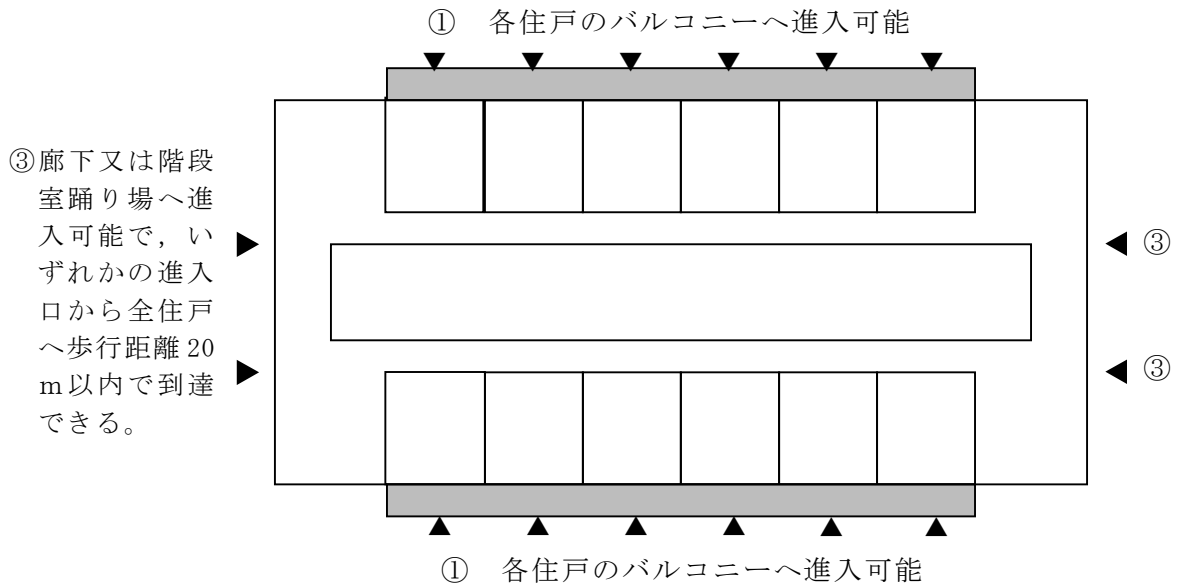 ① 各住戸のバルコニーへ進入可能
③廊下又は階段
室踊り場へ進
入可能で，い
ずれかの進入
口から全住戸
へ歩行距離20
m以内で到達
できる。
③
③
① 各住戸のバルコニーへ進入可能